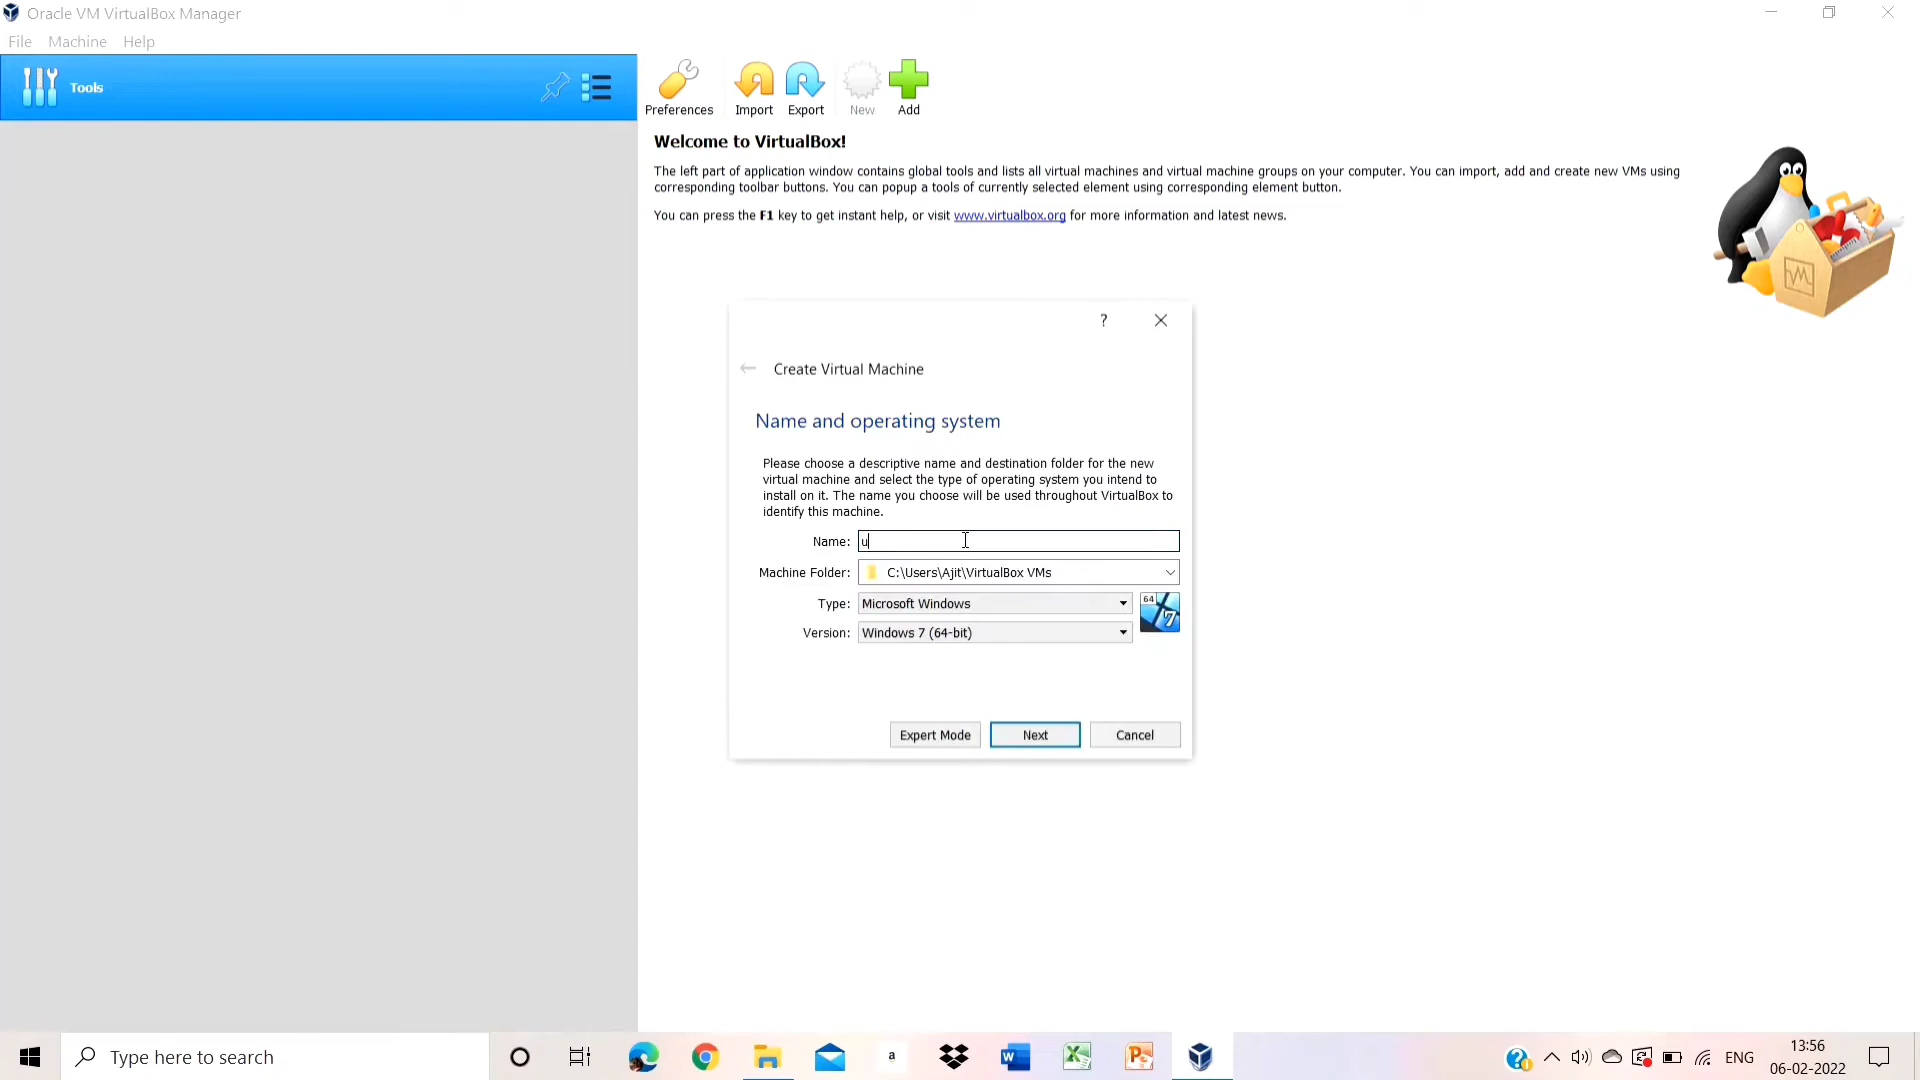 Oracle VM VirtualBox Manager
File Machine Help
Tools
Preferences Import Export New Add
Welcome to VirtualBox!
The left part of application window contains global tools and lists all virtual machines and virtual machine groups on your computer. You can import, add and create new VMs using
corresponding toolbar buttons. You can popup a tools of currently selected element using corresponding element button.
You can press the F1 key to get instant help, or visit www.virtualbox.org for more information and latest news.
?
Create Virtual Machine
Name and operating system
Please choose a descriptive name and destination folder for the new
virtual machine and select the type of operating system you intend to
install on it. The name you choose will be used throughout VirtualBox to
identify this machine.
Name: u
Machine Folder: C:\Users\Ajit\VirtualBox VMs
Type: Microsoft Windows
64
7
Version: Windows 7 (64-bit)
Expert Mode Next Cancel
Type here to search
a
ENG
13:56
06-02-2022